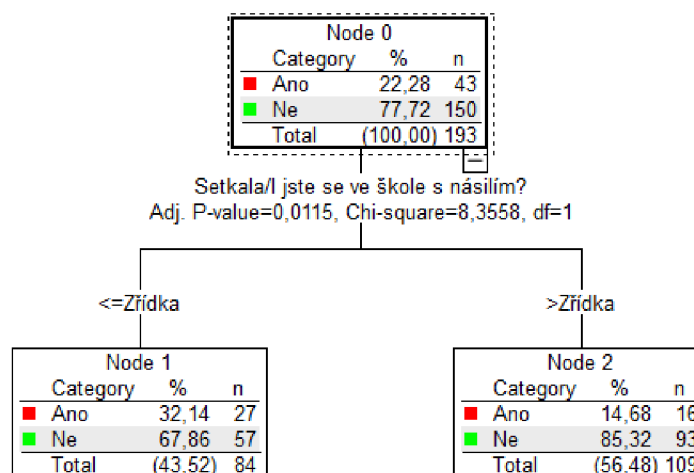 Node 0
Category % n
Ano 22,28 43
Ne 77,72 150
Total (100,00) 193
Setkala/l jste se ve škole s násilím?
Adj. P-value=0,0115, Chi-square=8,3558, df=1
<=Zřídka >Zřídka
Node 1
Category % n
Ano 32,14 27
Ne 67,86 57
Total (43,52) 84
Node 2
Category % n
Ano 14,68 16
Ne 85,32 93
Total (56,48) 109